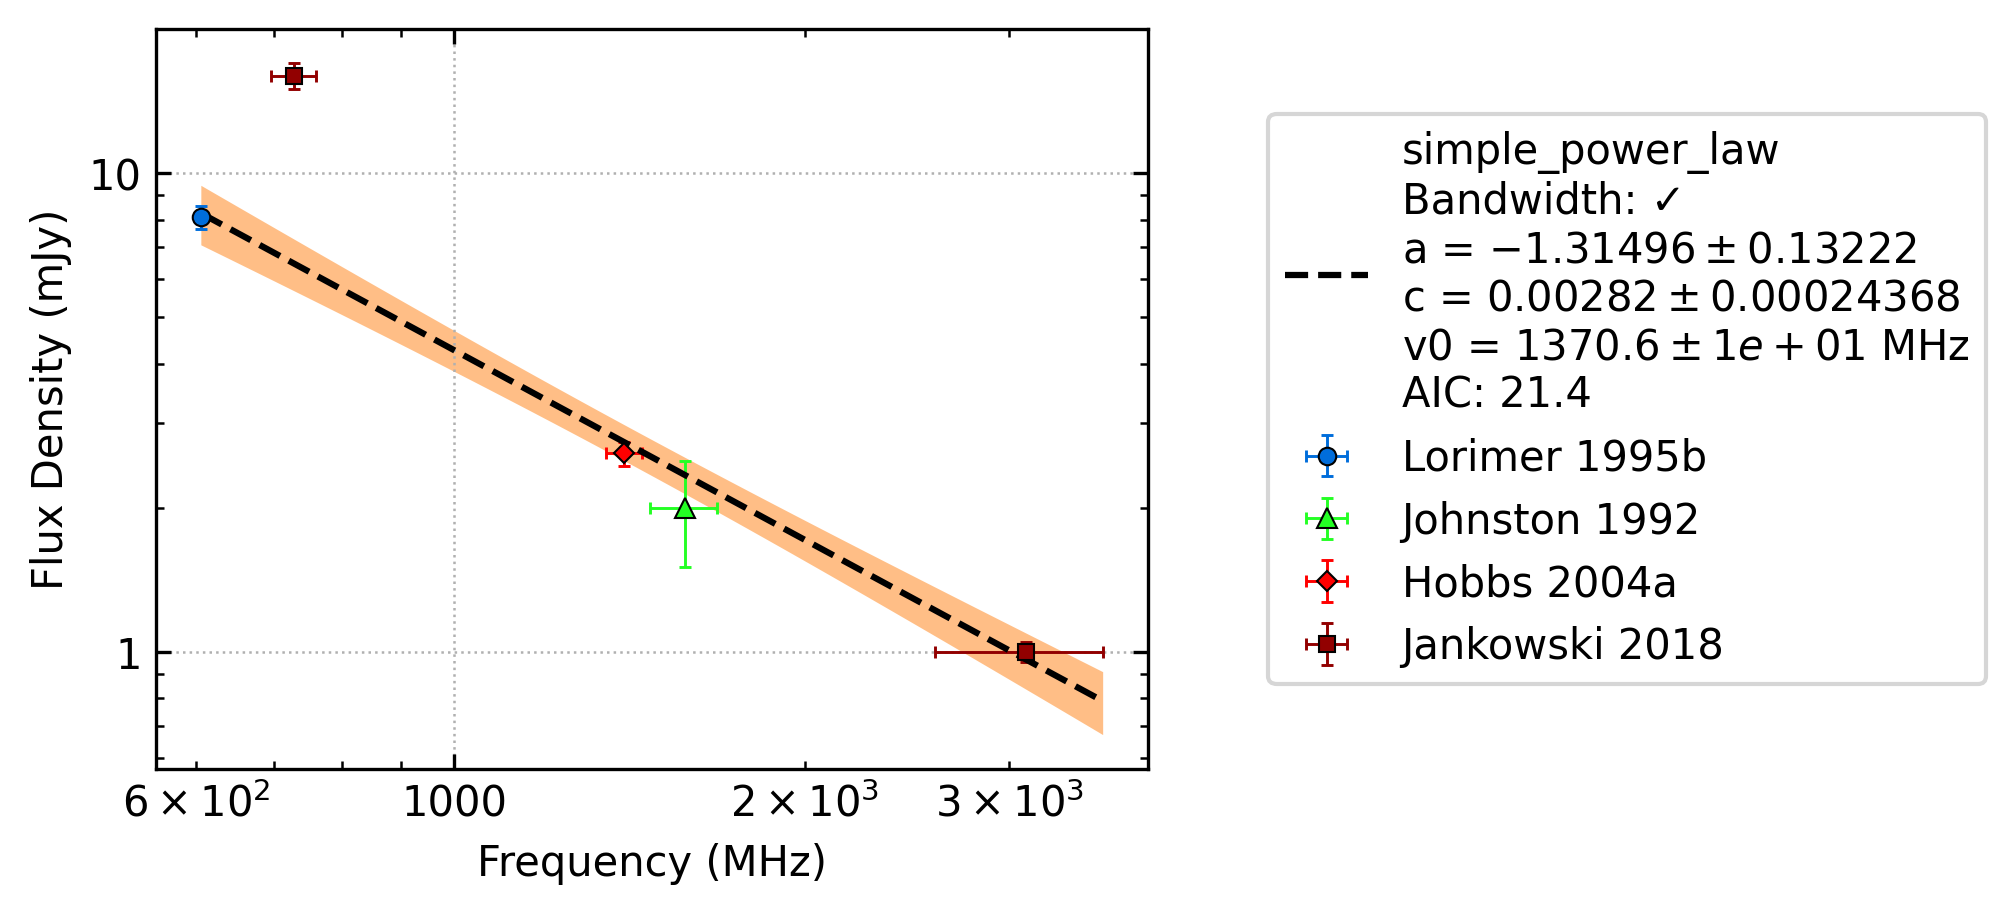 Flux Density (mJy)
10
1
6 × 10²
1000
2 × 10³
3 × 10³
Frequency (MHz)
simple_power_law
Bandwidth: ✓
a = −1.31496 ± 0.13222
c = 0.00282 ± 0.00024368
v0 = 1370.6 ± 1e + 01 MHz
AIC: 21.4
Lorimer 1995b
Johnston 1992
Hobbs 2004a
Jankowski 2018